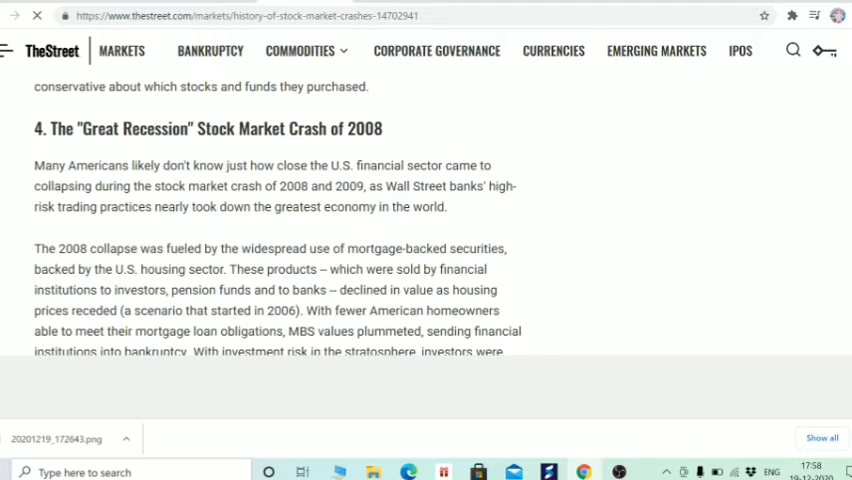 https://www.thestreet.com/markets/history-of-stock-market-crashes-14702941
TheStreet MARKETS BANKRUPTCY COMMODITIES CORPORATE GOVERNANCE CURRENCIES EMERGING MARKETS IPOS
conservative about which stocks and funds they purchased.
4. The "Great Recession" Stock Market Crash of 2008
Many Americans likely don't know just how close the U.S. financial sector came to
collapsing during the stock market crash of 2008 and 2009, as Wall Street banks' high-
risk trading practices nearly took down the greatest economy in the world.
The 2008 collapse was fueled by the widespread use of mortgage-backed securities,
backed by the U.S. housing sector. These products -- which were sold by financial
institutions to investors, pension funds and to banks -- declined in value as housing
prices receded (a scenario that started in 2006). With fewer American homeowners
able to meet their mortgage loan obligations, MBS values plummeted, sending financial
institutions into bankruptcy. With investment risk in the stratosphere, investors were
20201219_172643.png
Show all
Type here to search
ENG
17:58
19-12-2020